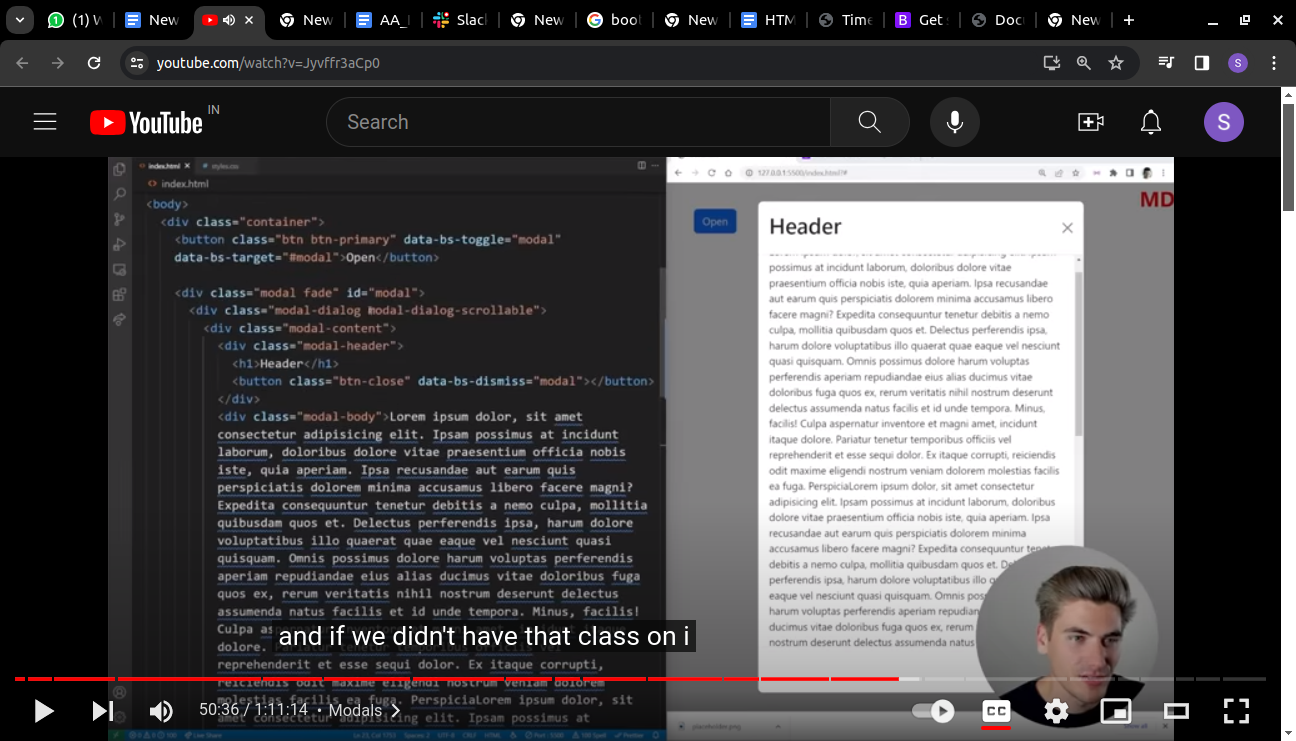 (1) W
New
New
AA_
Slac
New
boo
New
HTM
Time
Get
Doc
New
youtube.com/watch?v=Jyvffr3aCp0
S
YouTube IN
Search
S
index.html
styles.css
index.html
<body>
<div class="container">
<button class="btn btn-primary" data-bs-toggle="modal"
data-bs-target="#modal">Open</button>
<div class="modal fade" id="modal">
<div class="modal-dialog modal-dialog-scrollable">
<div class="modal-content">
<div class="modal-header">
<h1>Header</h1>
<button class="btn-close" data-bs-dismiss="modal"></button>
</div>
<div class="modal-body">Lorem ipsum dolor, sit amet
consectetur adipisicing elit. Ipsam possimus at incidunt
laborum, doloribus dolore vitae praesentium officia nobis
iste, quia aperiam. Ipsa recusandae aut earum quis
perspiciatis dolorem minima accusamus libero facere magni?
Expedita consequuntur tenetur debitis a nemo culpa, mollitia
quibusdam quos et. Delectus perferendis ipsa, harum dolore
voluptatibus illo quaerat quae eaque vel nesciunt quasi
quisquam. Omnis possimus dolore harum voluptas perferendis
aperiam repudiandae eius alias ducimus vitae doloribus fuga
quos ex, rerum veritatis nihil nostrum deserunt delectus
assumenda natus facilis et id unde tempora. Minus, facilis!
Culpa
dolore.
reprehenderit et esse sequi dolor. Ex itaque corrupti,
reiciendis odit maxime eligendi nostrum veniam dolorem
molestias facilis ea fuga. PerspiciaLorem ipsum dolor, sit
amet consectetur adipisicing elit. Ipsam possimus at
127.0.0.1:5500/index.html?#
MD
Open
Header
possimus at incidunt laborum, doloribus dolore vitae
praesentium officia nobis iste, quia aperiam. Ipsa recusandae
aut earum quis perspiciatis dolorem minima accusamus libero
facere magni? Expedita consequuntur tenetur debitis a nemo
culpa, mollitia quibusdam quos et. Delectus perferendis ipsa,
harum dolore voluptatibus illo quaerat quae eaque vel nesciunt
quasi quisquam. Omnis possimus dolore harum voluptas
perferendis aperiam repudiandae eius alias ducimus vitae
doloribus fuga quos ex, rerum veritatis nihil nostrum deserunt
delectus assumenda natus facilis et id unde tempora. Minus,
facilis! Culpa aspernatur inventore et magni amet, incidunt
itaque dolore. Pariatur tenetur temporibus officiis vel
reprehenderit et esse sequi dolor. Ex itaque corrupti, reiciendis
odit maxime eligendi nostrum veniam dolorem molestias facilis
ea fuga. PerspiciaLorem ipsum dolor, sit amet consectetur
adipisicing elit. Ipsam possimus at incidunt laborum, doloribus
dolore vitae praesentium officia nobis iste, quia aperiam. Ipsa
recusandae aut earum quis perspiciatis dolorem minima
accusamus libero facere magni? Expedita consequuntur
debitis a nemo culpa, mollitia quibusdam quos et.
perferendis ipsa, harum dolore voluptatibus illo
eaque vel nesciunt quasi quisquam. Omnis
harum voluptas perferendis aperiam
ducimus vitae doloribus fuga quos ex, rerum
nostrum deserunt delectus assumenda natus
and if we didn't have that class on i
50:36 / 1:11:14 • Modals
CC